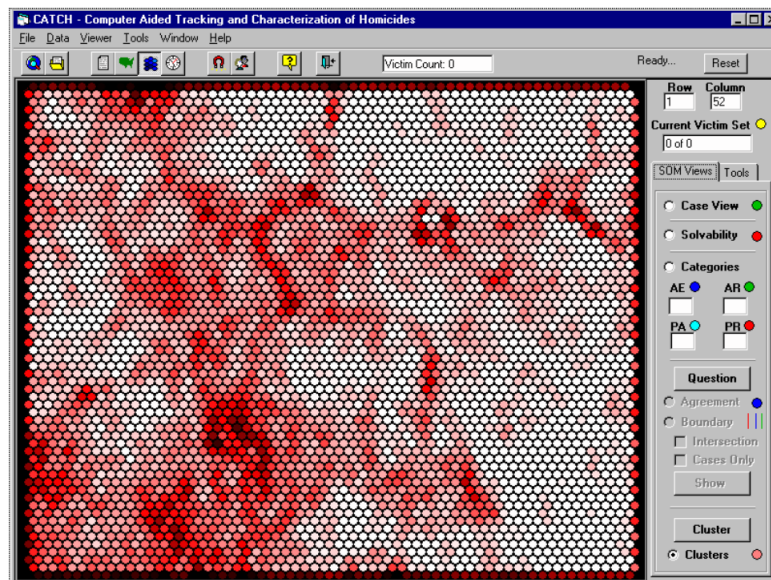 CATCH - Computer Aided Tracking and Characterization of Homicides
File Data Viewer Tools Window Help
Victim Count: 0
Ready...
Reset
Row Column
1 52
Current Victim Set
0 of 0
SOM Views Tools
Case View
Solvability
Categories
AE AR
PA PR
Question
Agreement
Boundary
Intersection
Cases Only
Show
Cluster
Clusters